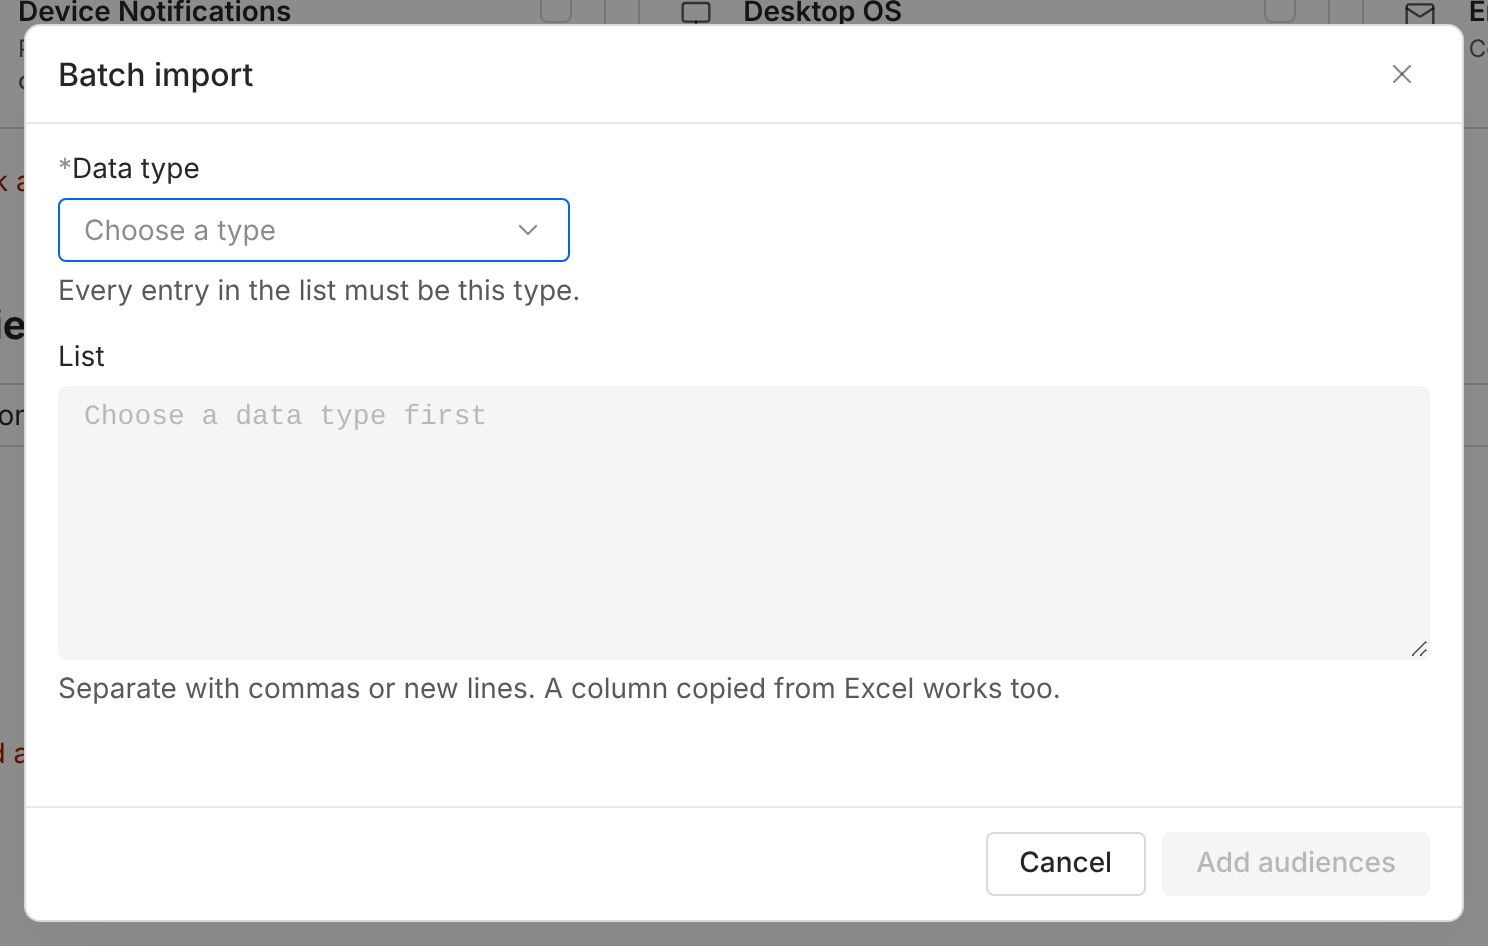 Device Notifications
Desktop OS
Batch import
*Data type
Choose a type
Every entry in the list must be this type.
List
Choose a data type first
Separate with commas or new lines. A column copied from Excel works too.
Cancel
Add audiences